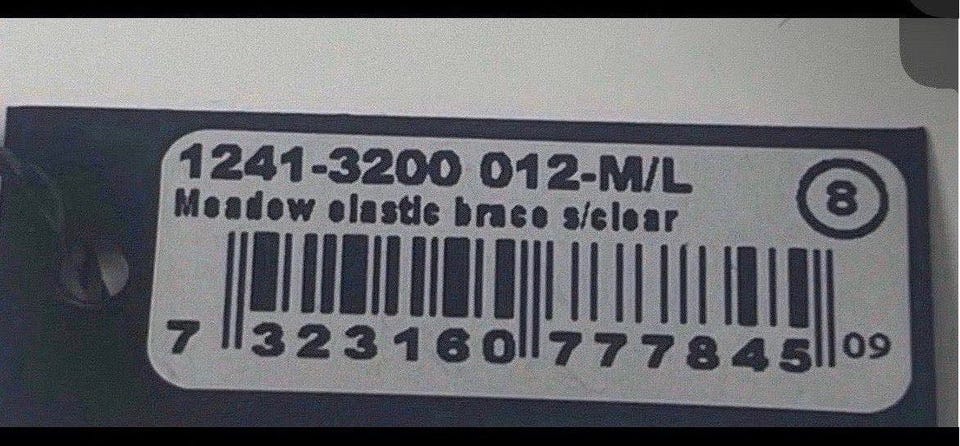 1241-3200 012-M/L
8
Meadow elastic brace s/clear
7 323160 777845 09